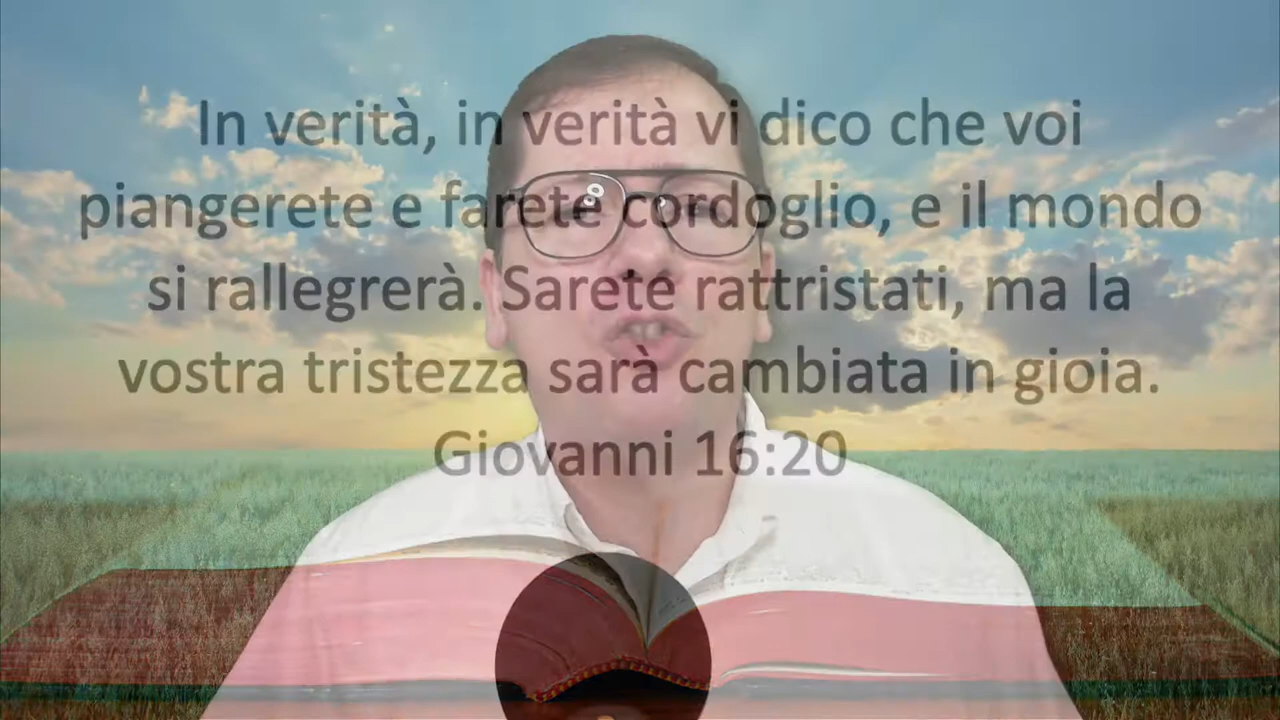 In verità, in verità vi dico che voi
piangerete e farete cordoglio, e il mondo
si rallegrerà. Sarete rattristati, ma la
vostra tristezza sarà cambiata in gioia.
Giovanni 16:20